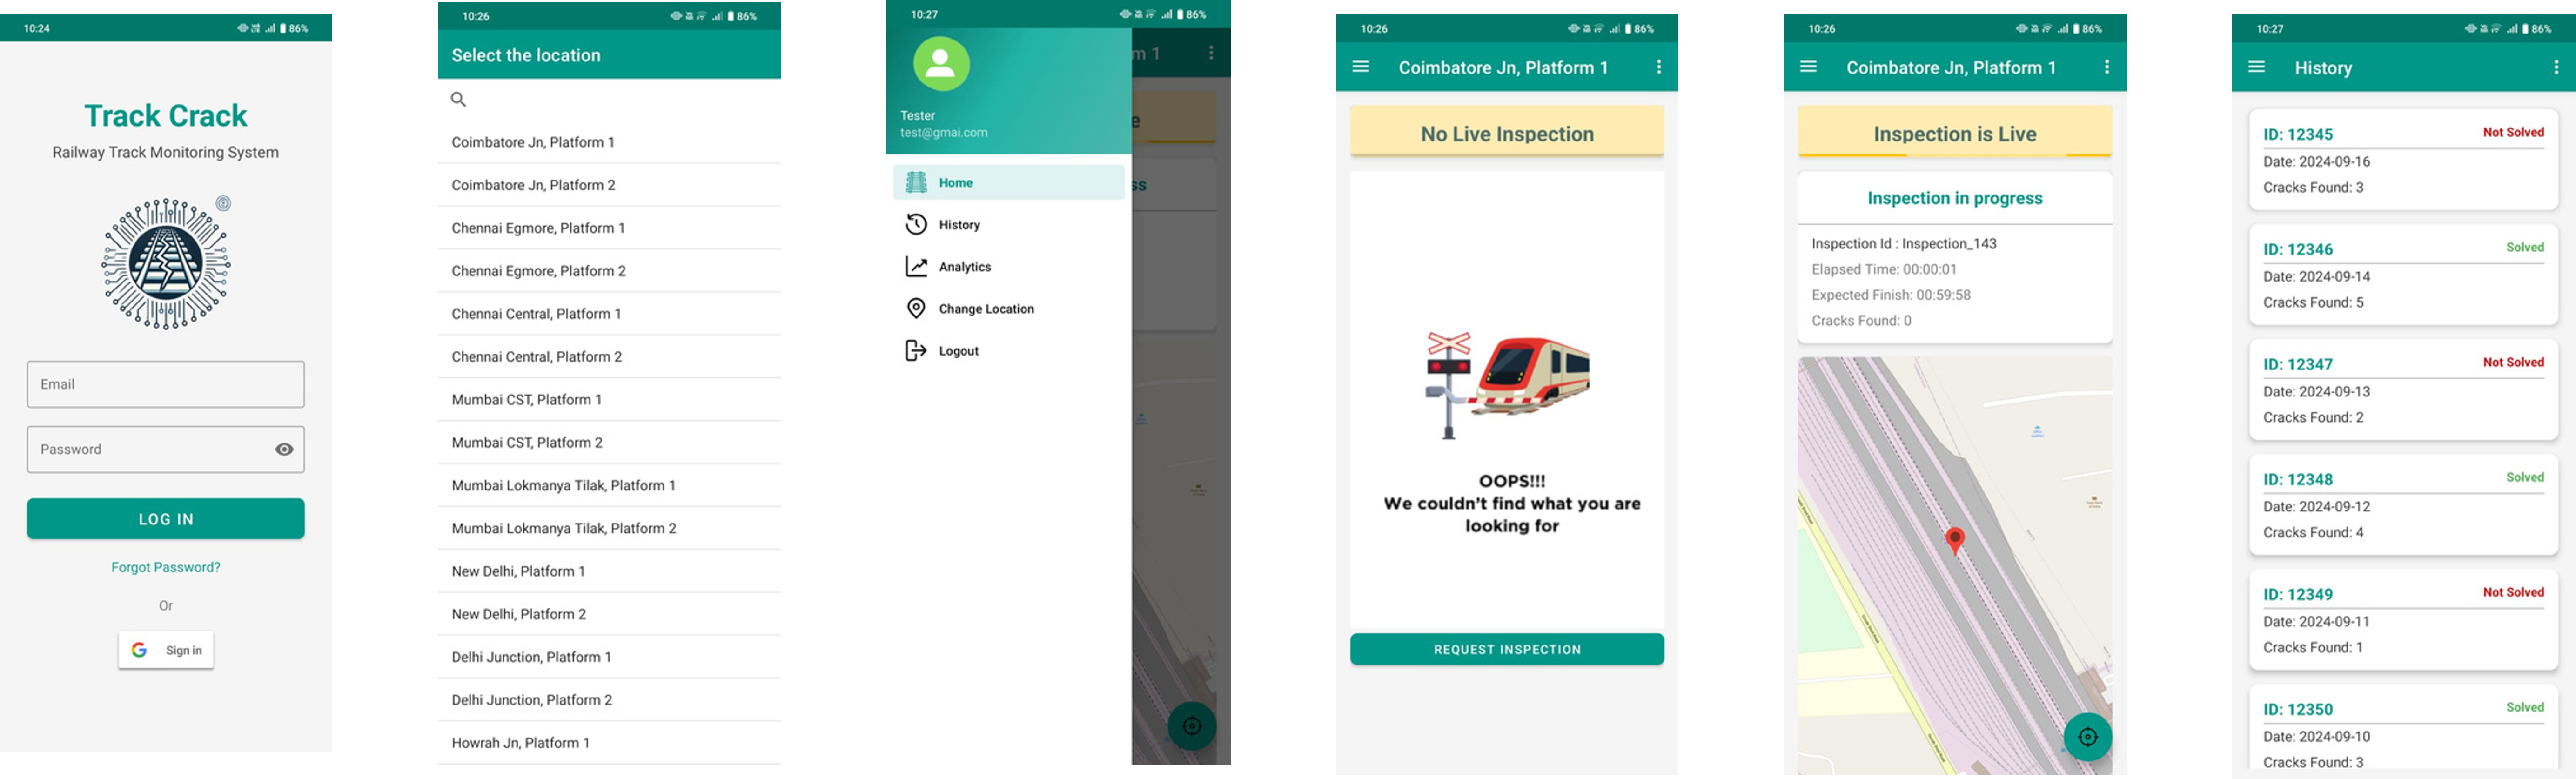 10:24
86%
Track Crack
Railway Track Monitoring System
Email
Password
LOG IN
Forgot Password?
Or
Sign in
10:26
86%
Select the location
Coimbatore Jn, Platform 1
Coimbatore Jn, Platform 2
Chennai Egmore, Platform 1
Chennai Egmore, Platform 2
Chennai Central, Platform 1
Chennai Central, Platform 2
Mumbai CST, Platform 1
Mumbai CST, Platform 2
Mumbai Lokmanya Tilak, Platform 1
Mumbai Lokmanya Tilak, Platform 2
New Delhi, Platform 1
New Delhi, Platform 2
Delhi Junction, Platform 1
Delhi Junction, Platform 2
Howrah Jn, Platform 1
10:27
86%
m 1
e
ss
Tester
test@gmai.com
Home
History
Analytics
Change Location
Logout
10:26
86%
Coimbatore Jn, Platform 1
No Live Inspection
OOPS!!!
We couldn't find what you are
looking for
REQUEST INSPECTION
10:26
86%
Coimbatore Jn, Platform 1
Inspection is Live
Inspection in progress
Inspection Id : Inspection_143
Elapsed Time: 00:00:01
Expected Finish: 00:59:58
Cracks Found: 0
10:27
86%
History
ID: 12345 Not Solved
Date: 2024-09-16
Cracks Found: 3
ID: 12346 Solved
Date: 2024-09-14
Cracks Found: 5
ID: 12347 Not Solved
Date: 2024-09-13
Cracks Found: 2
ID: 12348 Solved
Date: 2024-09-12
Cracks Found: 4
ID: 12349 Not Solved
Date: 2024-09-11
Cracks Found: 1
ID: 12350 Solved
Date: 2024-09-10
Cracks Found: 3